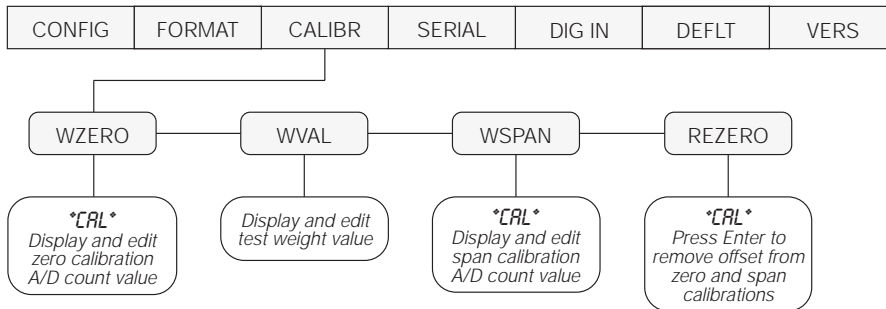 CONFIG FORMAT CALIBR SERIAL DIG IN DEFLT VERS
WZERO WVAL WSPAN REZERO
*CAL*
Display and edit
zero calibration
A/D count value
Display and edit
test weight value
*CAL*
Display and edit
span calibration
A/D count value
*CAL*
Press Enter to
remove offset from
zero and span
calibrations